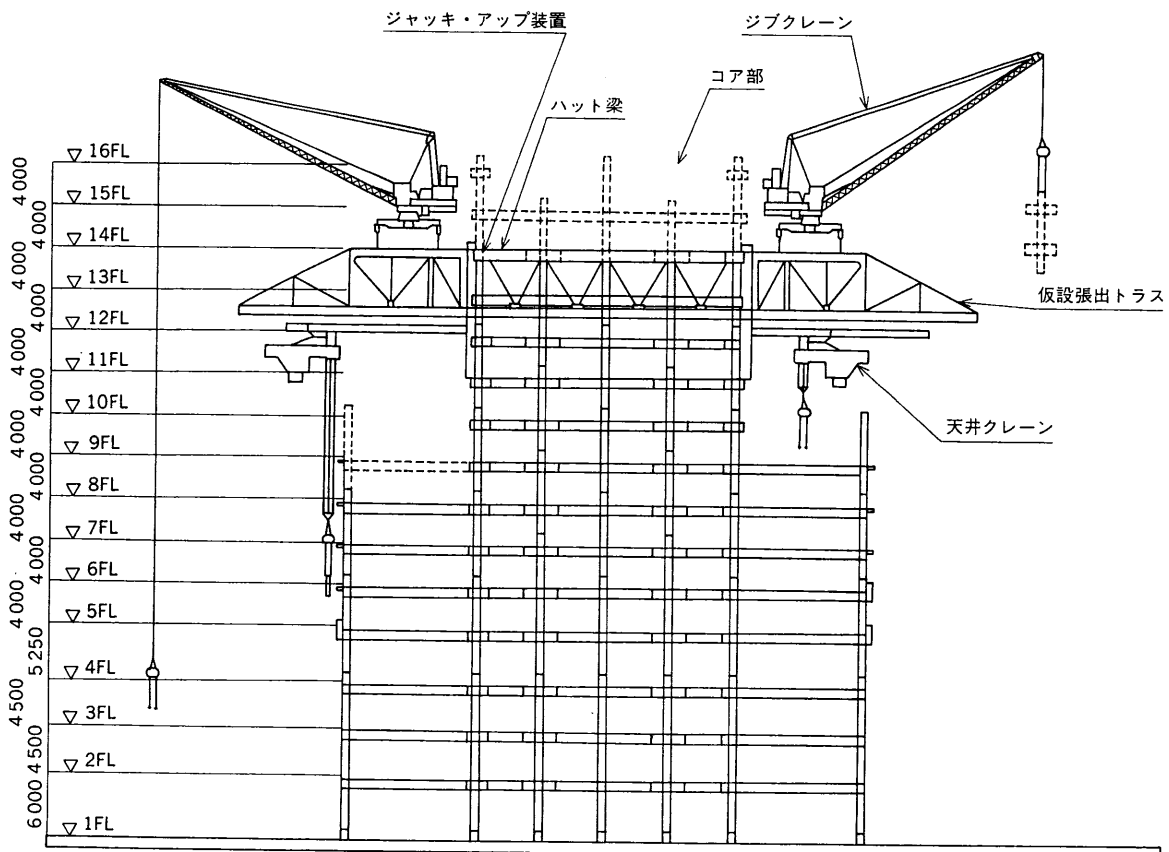 ジャッキ・アップ装置
ジブクレーン
コア部
ハット梁
仮設張出トラス
天井クレーン
▽ 16FL
4 000
▽ 15FL
4 000
▽ 14FL
4 000
▽ 13FL
4 000
▽ 12FL
4 000
▽ 11FL
4 000
▽ 10FL
4 000
▽ 9FL
4 000
▽ 8FL
4 000
▽ 7FL
4 000
▽ 6FL
4 000
▽ 5FL
5 250
▽ 4FL
4 500
▽ 3FL
4 500
▽ 2FL
6 000
▽ 1FL